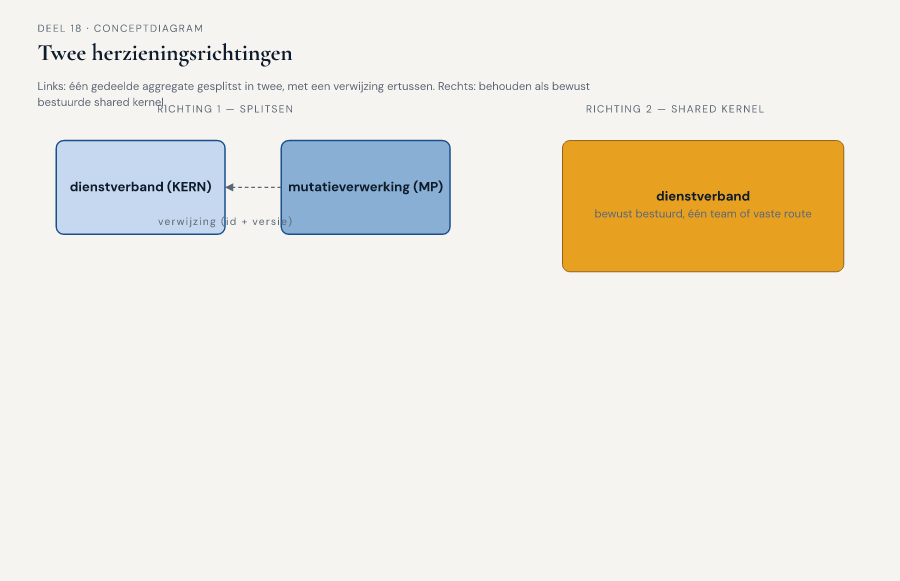 DEEL 18 · CONCEPTDIAGRAM
Twee herzieningsrichtingen
Links: één gedeelde aggregate gesplitst in twee, met een verwijzing ertussen. Rechts: behouden als bewust
bestuurde shared kernel.
RICHTING 1 — SPLITSEN
RICHTING 2 — SHARED KERNEL
dienstverband (KERN)
mutatieverwerking (MP)
verwijzing (id + versie)
dienstverband
bewust bestuurd, één team of vaste route